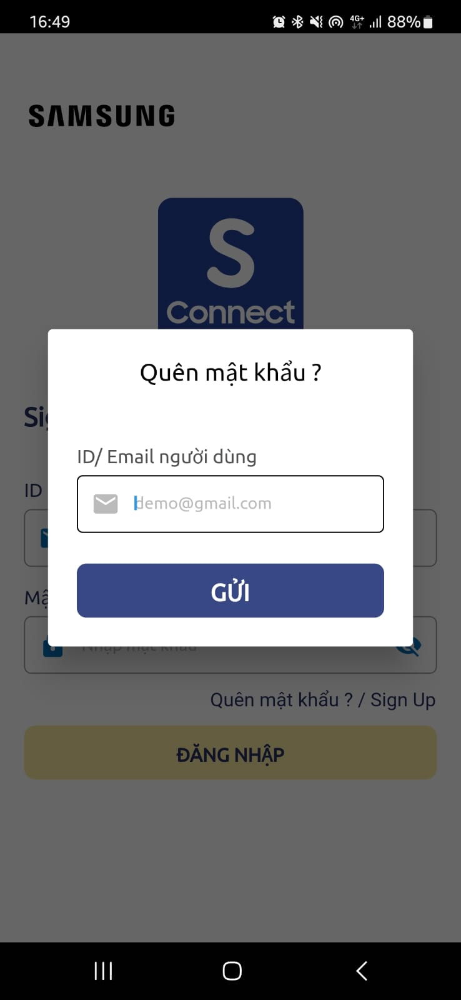 16:49
4G+ 88%
SAMSUNG
S
Connect
Quên mật khẩu ?
ID/ Email người dùng
demo@gmail.com
GỬI
ID
Quên mật khẩu ? / Sign Up
ĐĂNG NHẬP